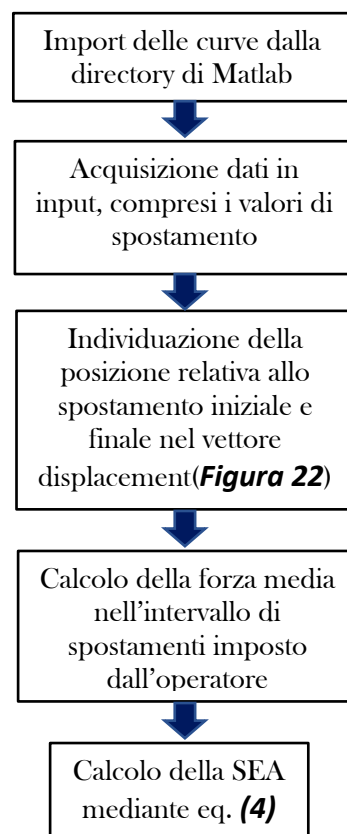 Import delle curve dalla
directory di Matlab
Acquisizione dati in
input, compresi i valori di
spostamento
Individuazione della
posizione relativa allo
spostamento iniziale e
finale nel vettore
displacement(Figura 22)
Calcolo della forza media
nell’intervallo di
spostamenti imposto
dall’operatore
Calcolo della SEA
mediante eq. (4)